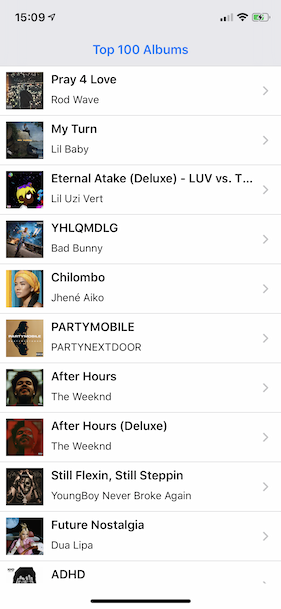 15:09
Top 100 Albums
Pray 4 Love
Rod Wave
My Turn
Lil Baby
Eternal Atake (Deluxe) - LUV vs. T...
Lil Uzi Vert
YHLQMDLG
Bad Bunny
Chilombo
Jhené Aiko
PARTYMOBILE
PARTYNEXTDOOR
After Hours
The Weeknd
After Hours (Deluxe)
The Weeknd
Still Flexin, Still Steppin
YoungBoy Never Broke Again
Future Nostalgia
Dua Lipa
ADHD